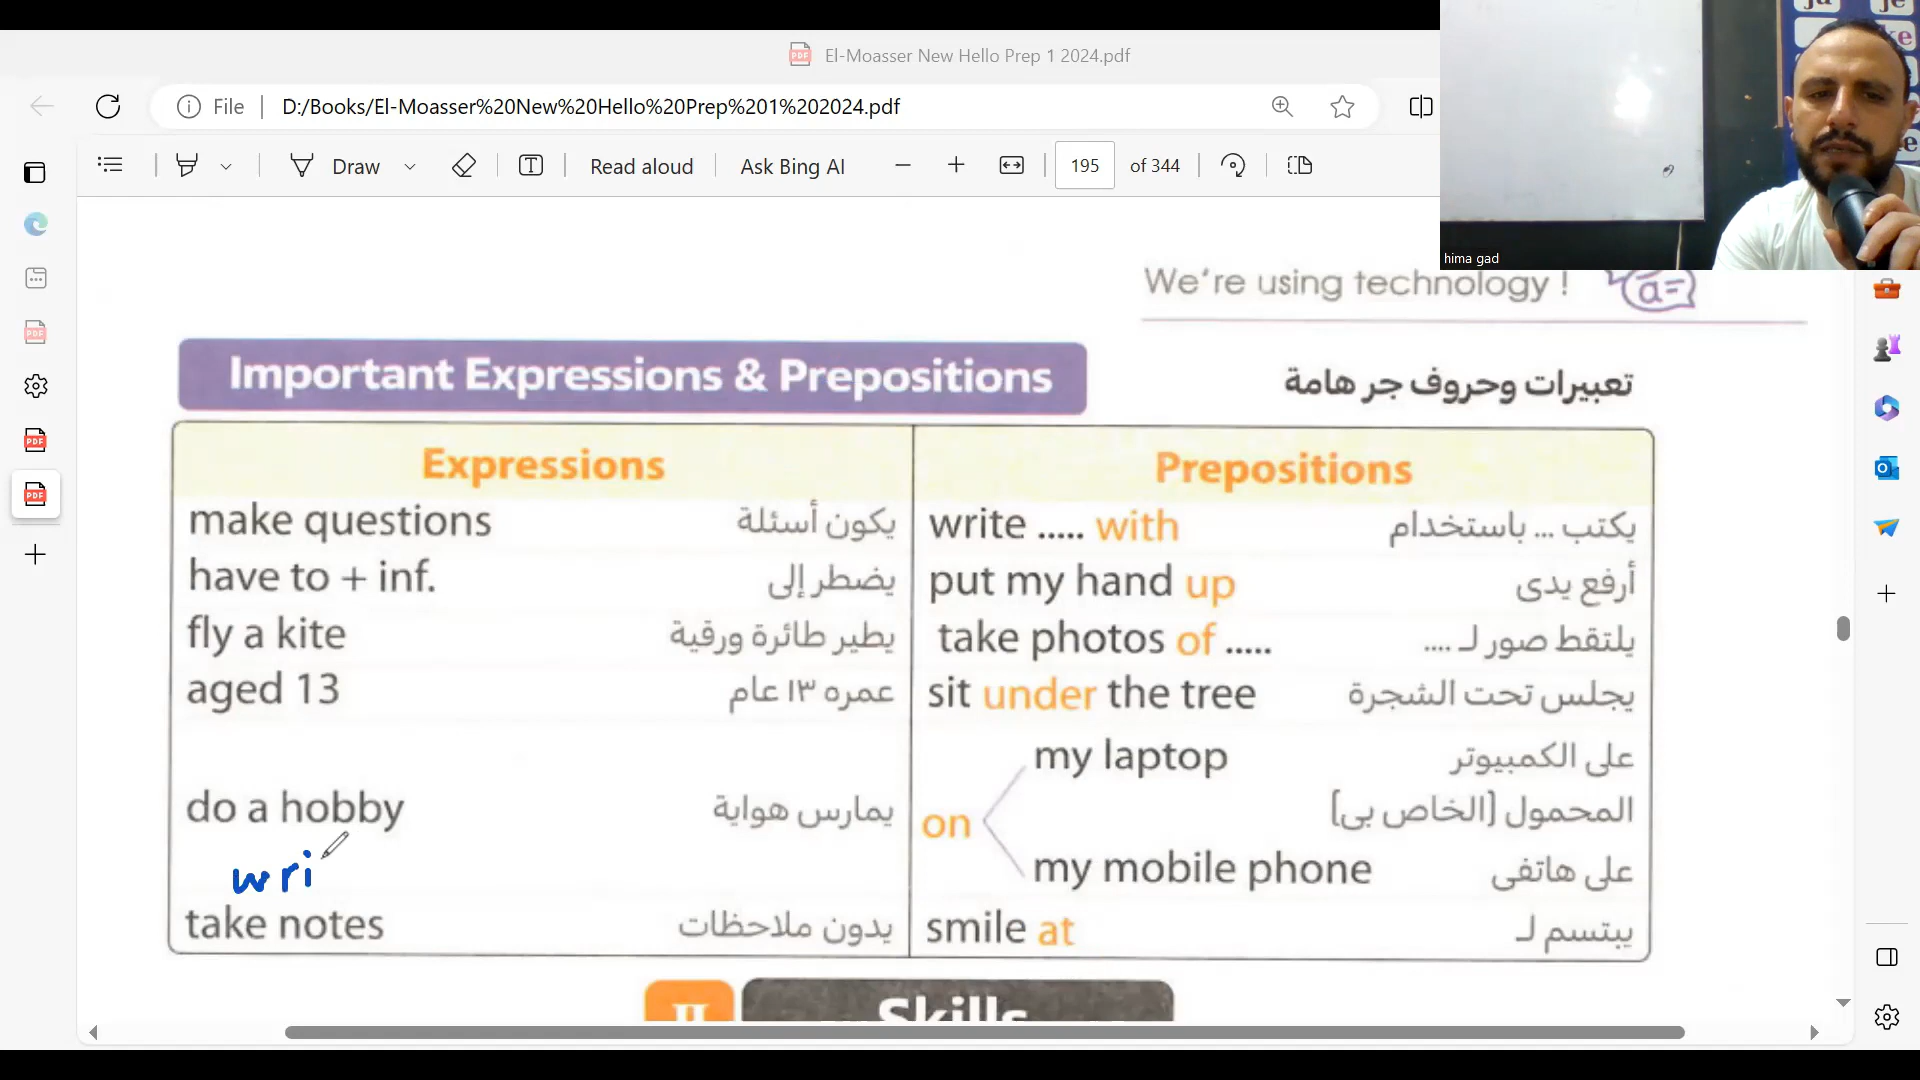 El-Moasser New Hello Prep 1 2024.pdf
File D:/Books/El-Moasser%20New%20Hello%20Prep%201%202024.pdf
Draw Read aloud Ask Bing AI 195 of 344
hima gad
We're using technology !
Important Expressions & Prepositions تعبيرات وحروف جر هامة
Expressions Prepositions
make questions يكون أسئلة write ..... with يكتب ... باستخدام
have to + inf. يضطر إلى put my hand up أرفع يدى
fly a kite يطير طائرة ورقية take photos of ..... يلتقط صور لـ ....
aged 13 عمره ١٣ عام sit under the tree يجلس تحت الشجرة
my laptop على الكمبيوتر
do a hobby يمارس هواية on المحمول [الخاص بى]
wri my mobile phone على هاتفى
take notes يدون ملاحظات smile at يبتسم لـ
II Skills